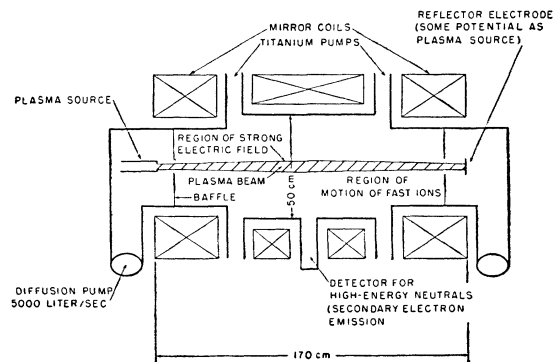 REFLECTOR ELECTRODE
(SOME POTENTIAL AS
PLASMA SOURCE)
MIRROR COILS
TITANIUM PUMPS
PLASMA SOURCE
REGION OF STRONG
ELECTRIC FIELD
PLASMA BEAM
REGION OF
MOTION OF FAST IONS
BAFFLE
50 cm
DIFFUSION PUMP
5000 LITER/SEC
DETECTOR FOR
HIGH-ENERGY NEUTRALS
(SECONDARY ELECTRON
EMISSION
170 cm